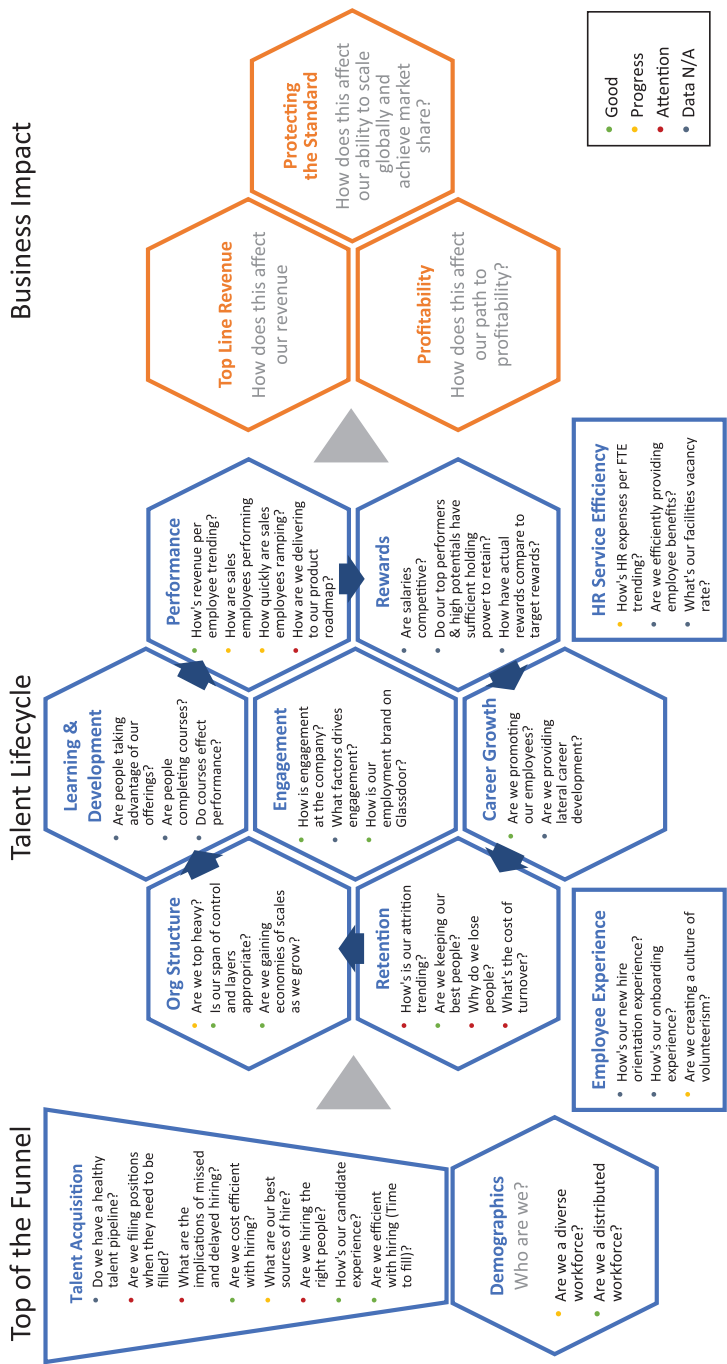 Top of the Funnel
Talent Acquisition
• Do we have a healthy
talent pipeline?
• Are we filing positions
when they need to be
filled?
• What are the
implications of missed
and delayed hiring?
• Are we cost efficient
with hiring?
• What are our best
sources of hire?
• Are we hiring the
right people?
• How's our candidate
experience?
• Are we efficient
with hiring (Time
to fill)?
Demographics
Who are we?
• Are we a diverse
workforce?
• Are we a distributed
workforce?
Talent Lifecycle
Org Structure
• Are we top heavy?
• Is our span of control
and layers
appropriate?
• Are we gaining
economies of scales
as we grow?
Learning &
Development
• Are people taking
advantage of our
offerings?
• Are people
completing courses?
• Do courses effect
performance?
Performance
• How's revenue per
employee trending?
• How are sales
employees performing
• How quickly are sales
employees ramping?
• How are we delivering
to our product
roadmap?
Retention
• How's is our attrition
trending?
• Are we keeping our
best people?
• Why do we lose
people?
• What's the cost of
turnover?
Engagement
• How is engagement
at the company?
• What factors drives
engagement?
• How is our
employment brand on
Glassdoor?
Rewards
• Are salaries
competitive?
• Do our top performers
& high potentials have
sufficient holding
power to retain?
• How have actual
rewards compare to
target rewards?
Career Growth
• Are we promoting
our employees?
• Are we providing
lateral career
development?
Employee Experience
• How's our new hire
orientation experience?
• How's our onboarding
experience?
• Are we creating a culture of
volunteerism?
HR Service Efficiency
• How's HR expenses per FTE
trending?
• Are we efficiently providing
employee benefits?
• What's our facilities vacancy
rate?
Business Impact
Top Line Revenue
How does this affect
our revenue
Protecting
the Standard
How does this affect
our ability to scale
globally and
achieve market
share?
Profitability
How does this affect
our path to
profitability?
• Good
• Progress
• Attention
• Data N/A